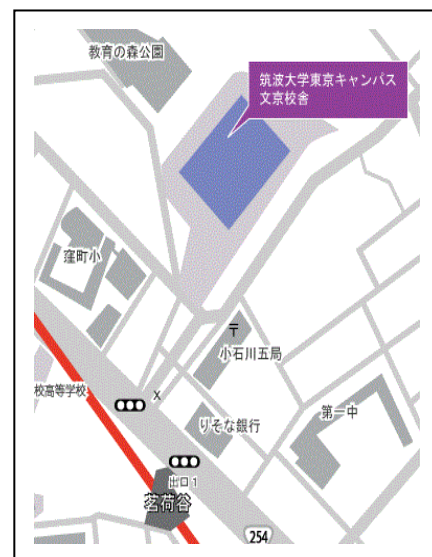 教育の森公園
筑波大学東京キャンパス
文京校舎
窪町小
〒
小石川五局
校高等学校
x
りそな銀行
第一中
出口1
茗荷谷
254